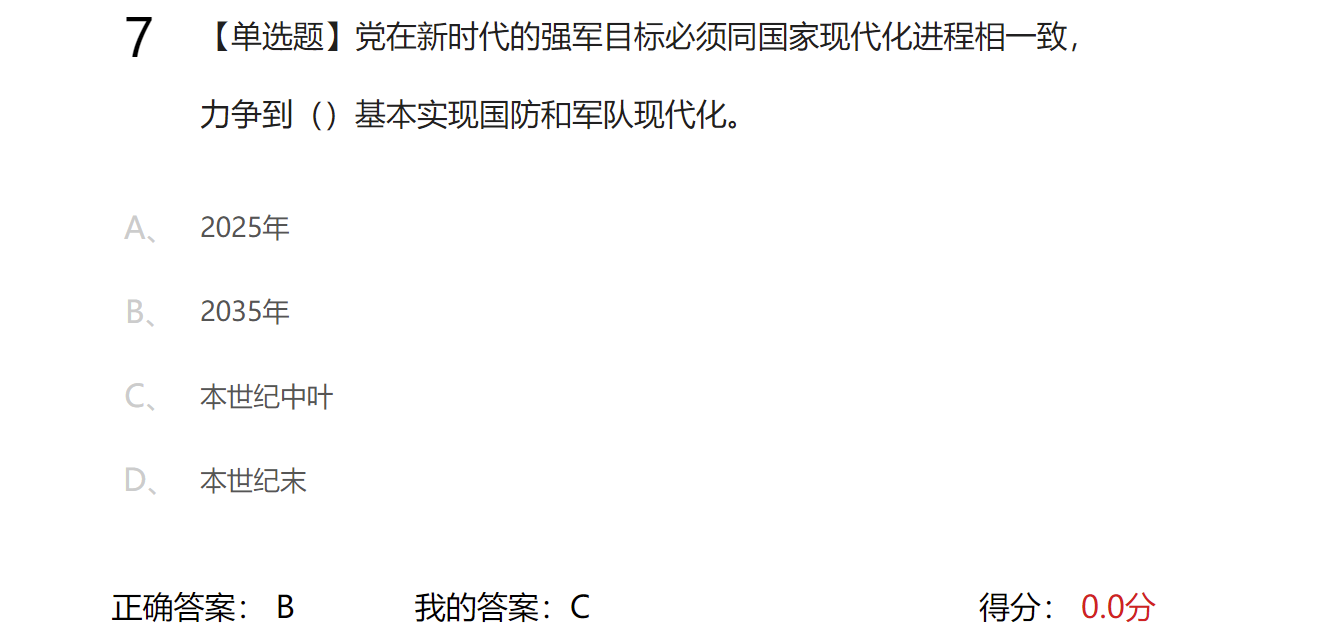 7 【单选题】党在新时代的强军目标必须同国家现代化进程相一致，
力争到（）基本实现国防和军队现代化。
A、 2025年
B、 2035年
C、 本世纪中叶
D、 本世纪末
正确答案： B 我的答案：C 得分： 0.0分